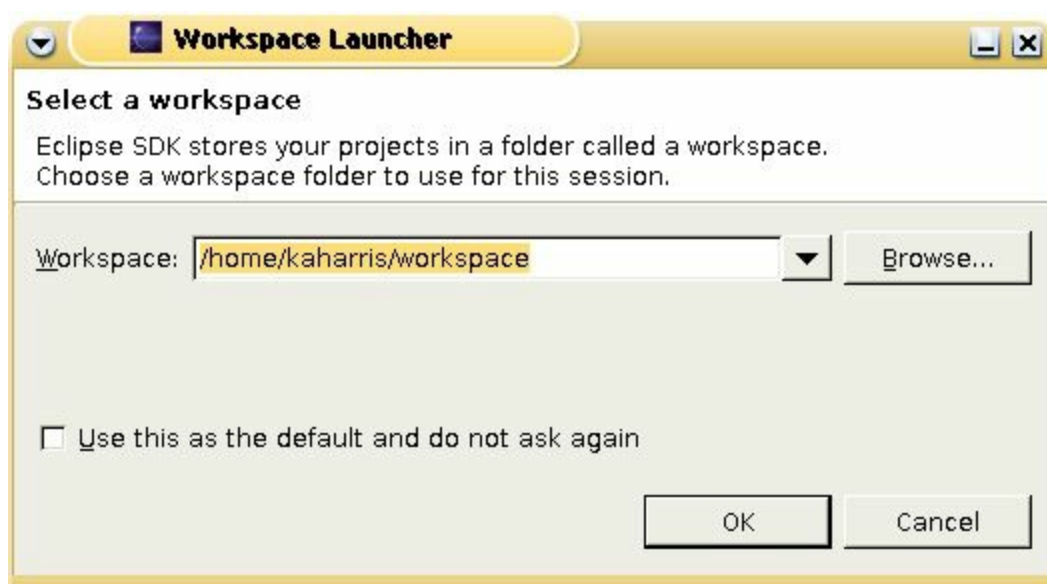 Workspace Launcher
Select a workspace
Eclipse SDK stores your projects in a folder called a workspace.
Choose a workspace folder to use for this session.
Workspace: /home/kaharris/workspace Browse...
Use this as the default and do not ask again
OK Cancel